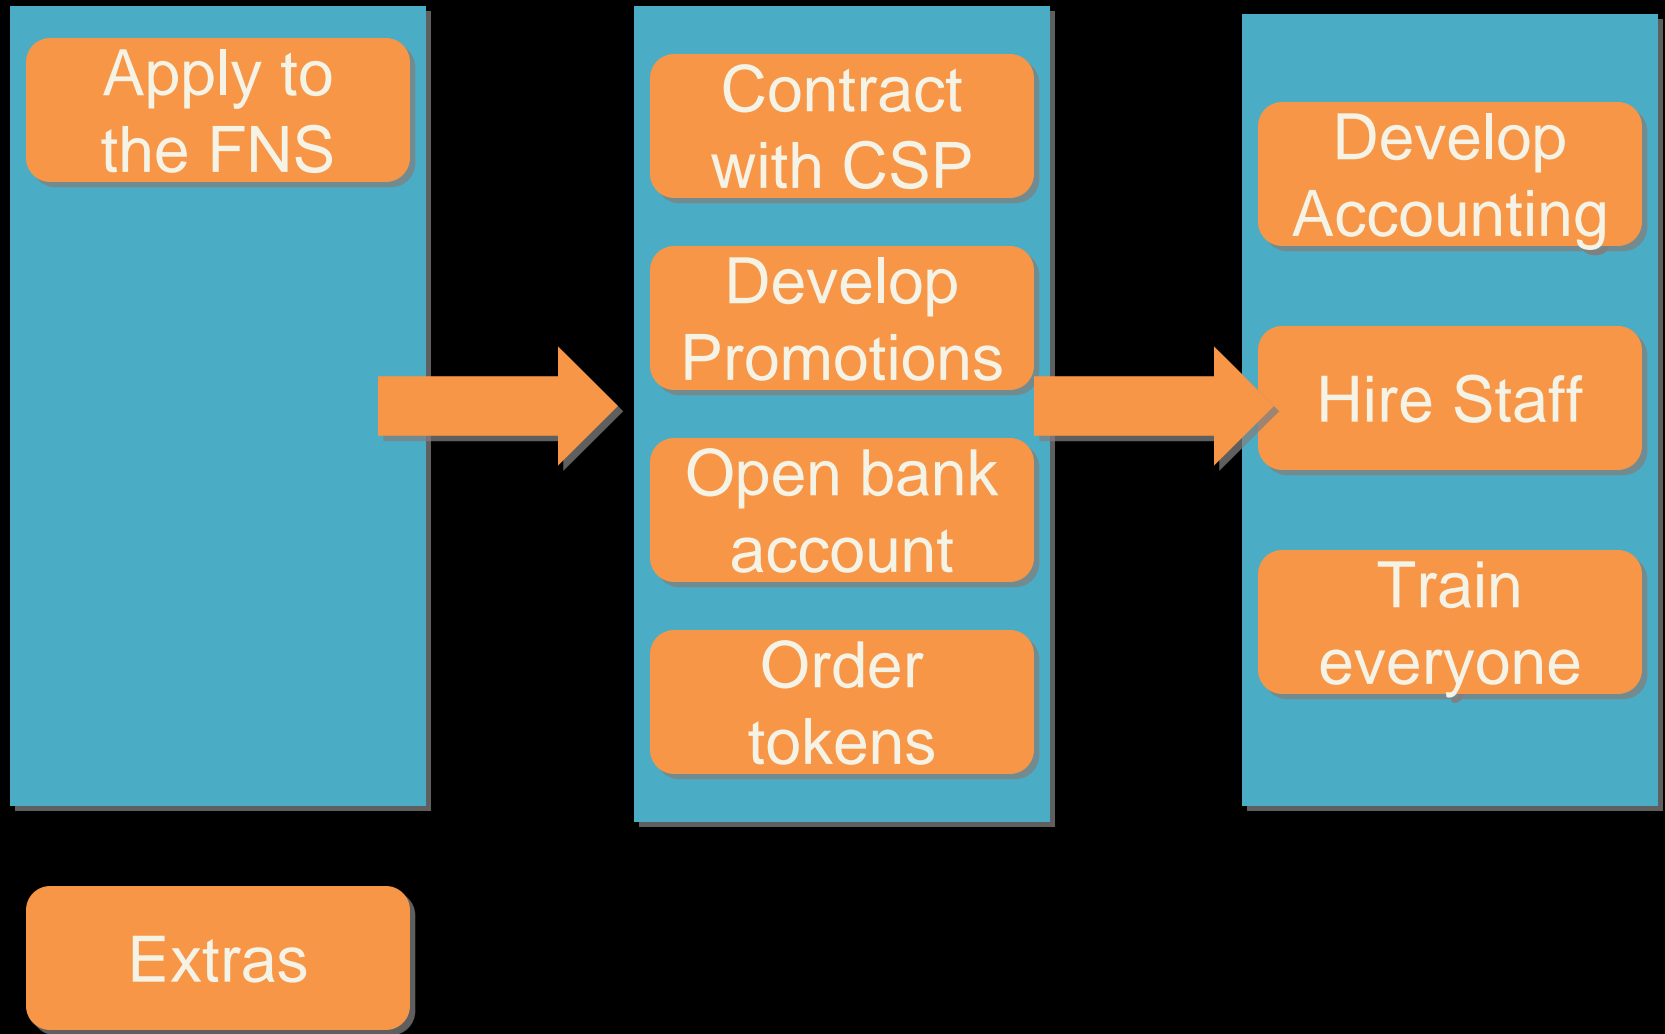 Apply to
the FNS
Contract
with CSP
Develop
Promotions
Open bank
account
Order
tokens
Develop
Accounting
Hire Staff
Train
everyone
Extras